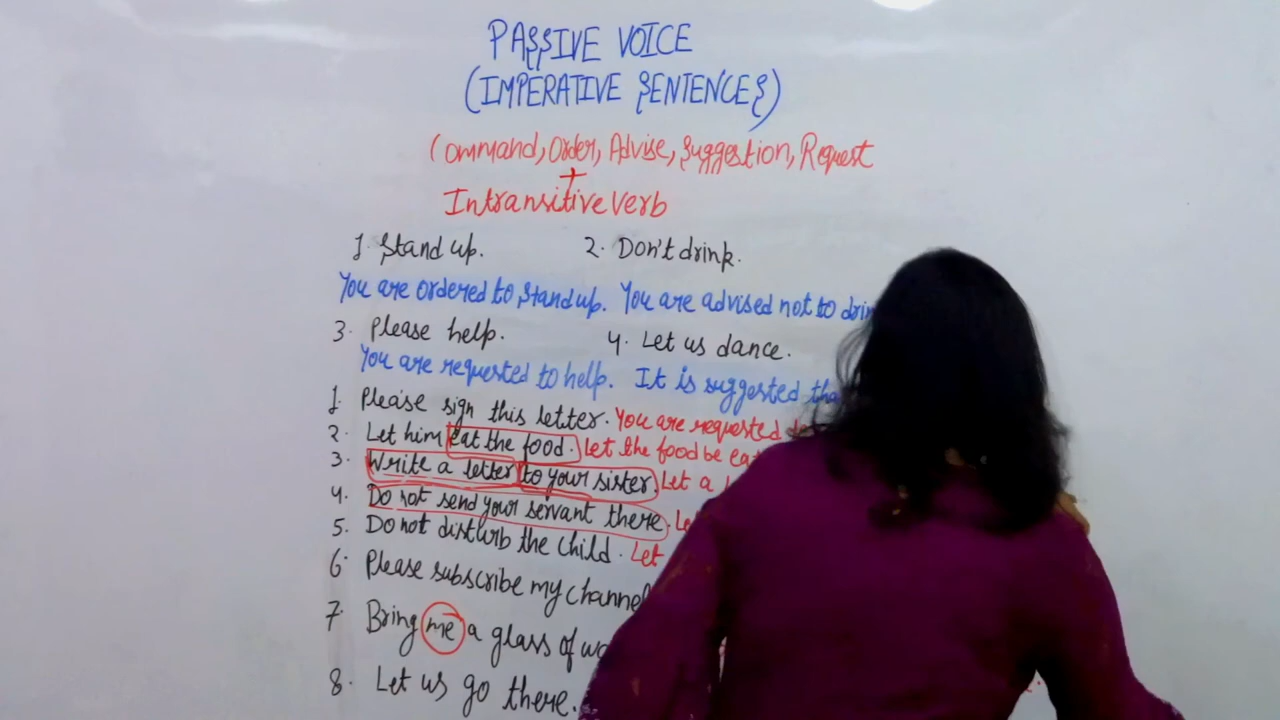 PASSIVE VOICE
(IMPERATIVE SENTENCES)
Command, Order, Advise, Suggestion, Request
+
Intransitive Verb
1. Stand up. 2. Don't drink.
You are ordered to stand up. You are advised not to
3. Please help. 4. Let us dance.
You are requested to help. It is suggested
1. Please sign this letter. You are requested
2. Let him eat the food. Let the food be
3. Write a letter to your sister. Let a
4. Do not send your servant there.
5. Do not disturb the child. Let
6. Please subscribe my channel
7. Bring me a glass of
8. Let us go there.